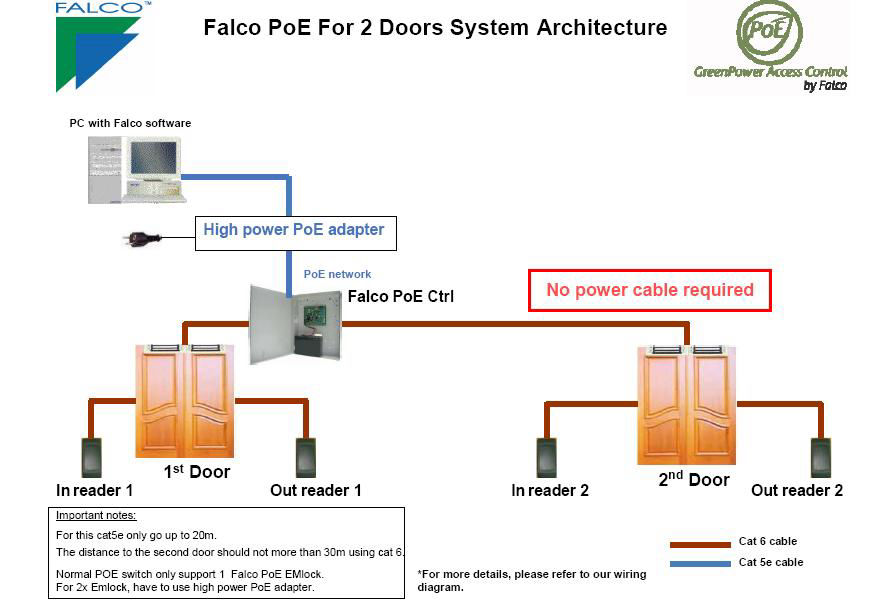 FALCO™
Falco PoE For 2 Doors System Architecture
PoE
GreenPower Access Control
by Falco
PC with Falco software
High power PoE adapter
PoE network
Falco PoE Ctrl
No power cable required
1st Door
In reader 1
Out reader 1
2nd Door
In reader 2
Out reader 2
Important notes:
For this cat5e only go up to 20m.
The distance to the second door should not more than 30m using cat 6.
Normal POE switch only support 1 Falco PoE EMlock.
For 2x Emlock, have to use high power PoE adapter.
*For more details, please refer to our wiring
diagram.
Cat 6 cable
Cat 5e cable